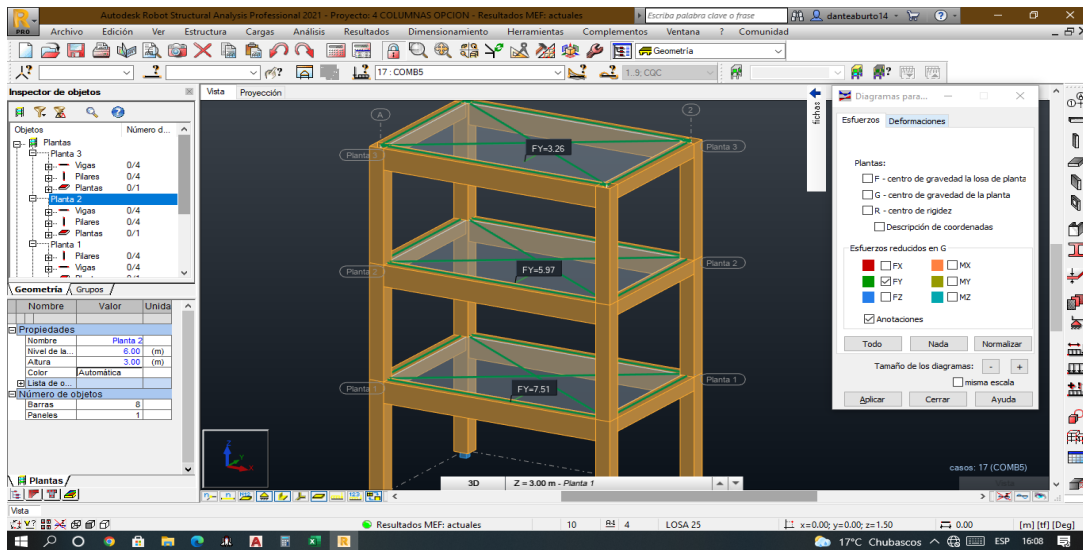 Autodesk Robot Structural Analysis Professional 2021 - Proyecto: 4 COLUMNAS OPCION - Resultados MEF: actuales
Escriba palabra clave o frase
danteaburto14
PRO
Archivo Edición Ver Estructura Cargas Análisis Resultados Dimensionamiento Herramientas Complementos Ventana ? Comunidad
Geometría
17 : COMB5
1..9; CQC
Inspector de objetos
Vista Proyección
Objetos Número d...
Plantas
Planta 3
Vigas 0/4
Pilares 0/4
Plantas 0/1
Planta 2
Vigas 0/4
Pilares 0/4
Plantas 0/1
Planta 1
Pilares 0/4
Vigas 0/4
Geometría Grupos
Nombre Valor Unida
Propiedades
Nombre Planta 2
Nivel de la... 6.00 (m)
Altura 3.00 (m)
Color Automática
Lista de o...
Número de objetos
Barras 8
Paneles 1
Plantas
Vista
A
2
Planta 3
FY=3.26
Planta 3
Planta 2
FY=5.97
Planta 2
Planta 1
FY=7.51
Planta 1
casos: 17 (COMB5)
3D Z = 3.00 m - Planta 1
Vista
fichas
Diagramas para...
Esfuerzos Deformaciones
Plantas:
F - centro de gravedad la losa de planta
G - centro de gravedad de la planta
R - centro de rigidez
Descripción de coordenadas
Esfuerzos reducidos en G
FX MX
FY MY
FZ MZ
Anotaciones
Todo Nada Normalizar
Tamaño de los diagramas: - +
misma escala
Aplicar Cerrar Ayuda
Resultados MEF: actuales 10 4 LOSA 25 x=0.00; y=0.00; z=1.50 0.00 [m] [tf] [Deg]
17°C Chubascos ESP 16:08